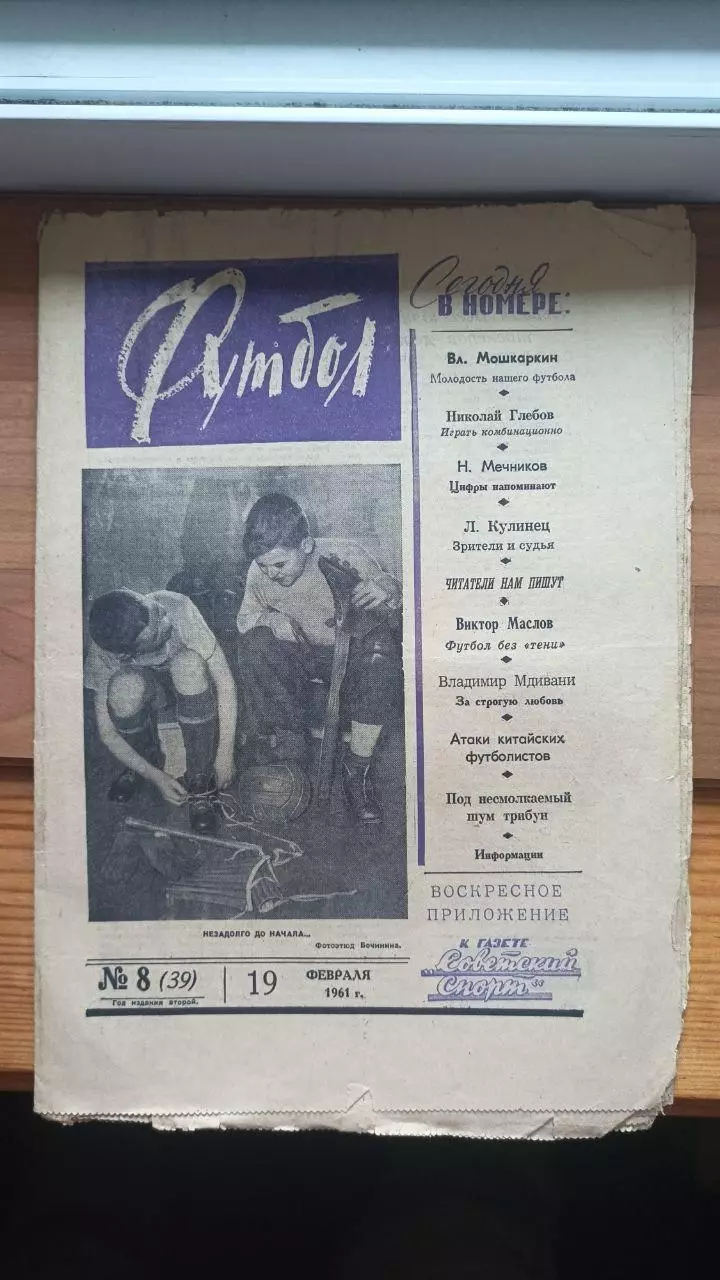 Футбол
Сегодня
В НОМЕРЕ:
Вл. Мошкаркин
Молодость нашего футбола
Николай Глебов
Играть комбинационно
Н. Мечников
Цифры напоминают
Л. Кулинец
Зрители и судья
ЧИТАТЕЛИ НАМ ПИШУТ
Виктор Маслов
Футбол без «тени»
Владимир Мдивани
За строгую любовь
Атаки китайских
футболистов
Под несмолкаемый
шум трибун
Информации
ВОСКРЕСНОЕ
ПРИЛОЖЕНИЕ
К ГАЗЕТЕ
„Советский
Спорт“
НЕЗАДОЛГО ДО НАЧАЛА...
Фотоэтюд Бочинина.
№ 8 (39)
Год издания второй.
19
ФЕВРАЛЯ
1961 г.